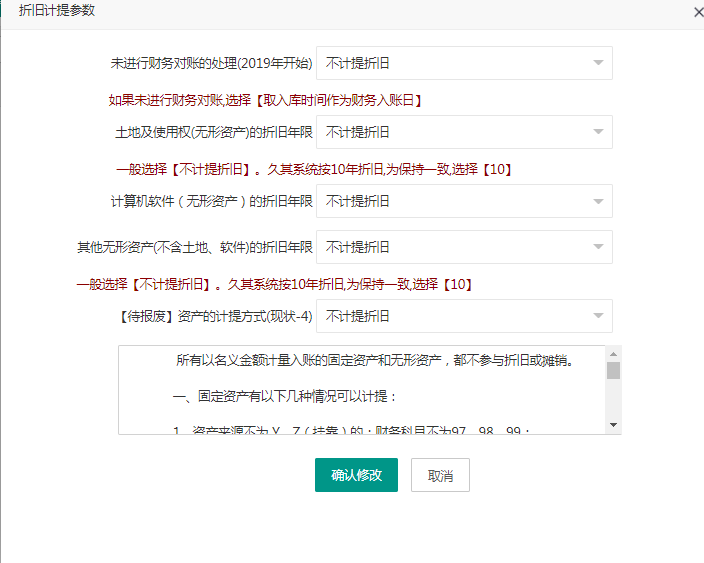 折旧计提参数
未进行财务对账的处理(2019年开始) 不计提折旧
如果未进行财务对账,选择【取入库时间作为财务入账日】
土地及使用权(无形资产)的折旧年限 不计提折旧
一般选择【不计提折旧】。久其系统按10年折旧,为保持一致,选择【10】
计算机软件（无形资产）的折旧年限 不计提折旧
其他无形资产(不含土地、软件)的折旧年限 不计提折旧
一般选择【不计提折旧】。久其系统按10年折旧,为保持一致,选择【10】
【待报废】资产的计提方式(现状-4) 不计提折旧
所有以名义金额计量入账的固定资产和无形资产，都不参与折旧或摊销。
一、固定资产有以下几种情况可以计提：
1、资产来源不为 Y、Z（挂靠）的；财务科目不为97、98、99；
确认修改 取消